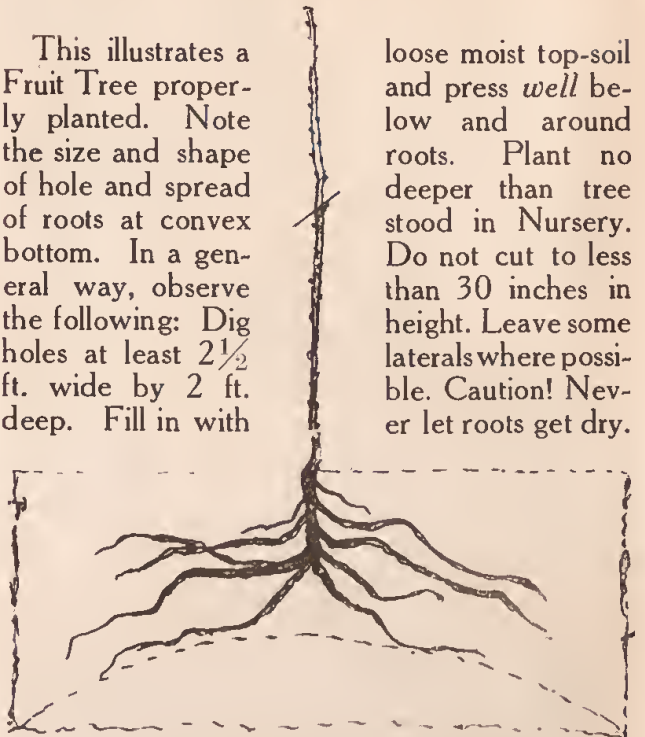 This illustrates a
Fruit Tree proper-
ly planted. Note
the size and shape
of hole and spread
of roots at convex
bottom. In a gen-
eral way, observe
the following: Dig
holes at least 2½
ft. wide by 2 ft.
deep. Fill in with
loose moist top-soil
and press well be-
low and around
roots. Plant no
deeper than tree
stood in Nursery.
Do not cut to less
than 30 inches in
height. Leave some
laterals where possi-
ble. Caution! Nev-
er let roots get dry.